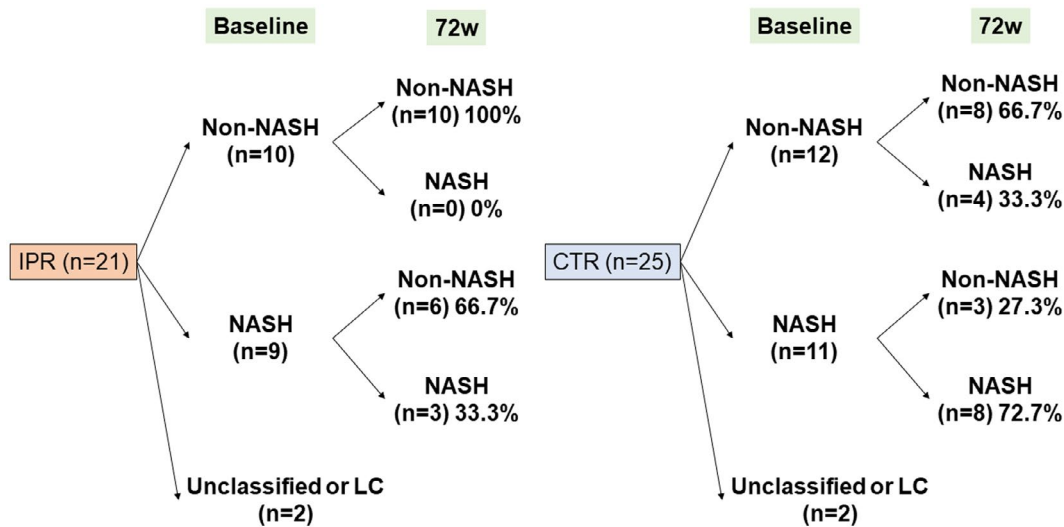 Baseline
72w
Non-NASH
(n=10) 100%
Non-NASH
(n=10)
NASH
(n=0) 0%
IPR (n=21)
Non-NASH
(n=6) 66.7%
NASH
(n=9)
NASH
(n=3) 33.3%
Unclassified or LC
(n=2)
Baseline
72w
Non-NASH
(n=8) 66.7%
Non-NASH
(n=12)
NASH
(n=4) 33.3%
CTR (n=25)
Non-NASH
(n=3) 27.3%
NASH
(n=11)
NASH
(n=8) 72.7%
Unclassified or LC
(n=2)